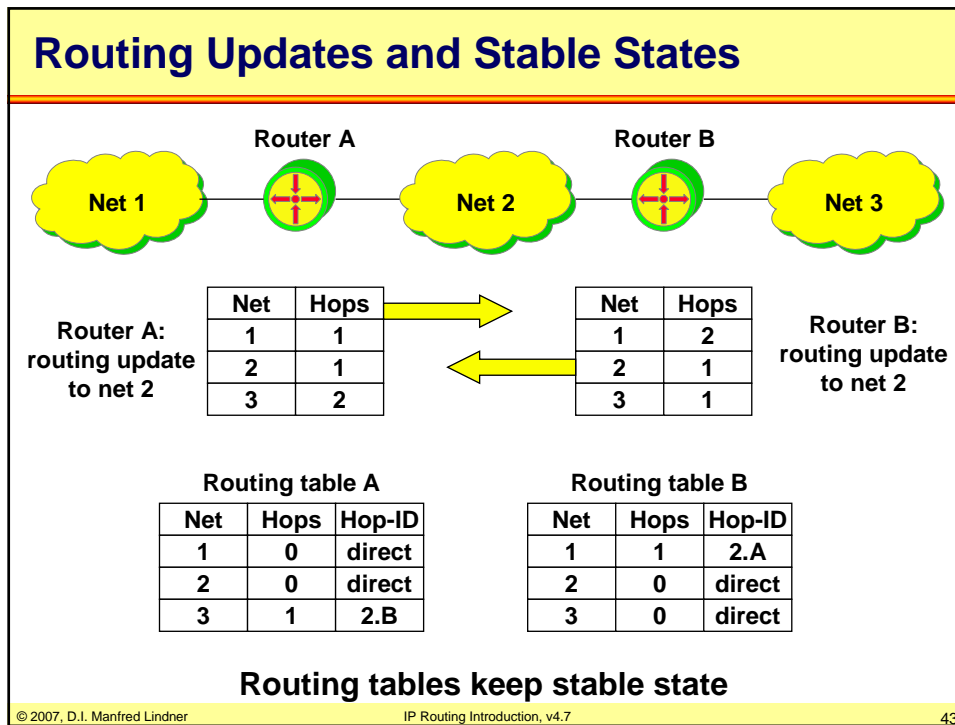 Routing Updates and Stable States
Router A
Router B
Net 1
Net 2
Net 3
Router A:
routing update
to net 2
Net Hops
1 1
2 1
3 2
Net Hops
1 2
2 1
3 1
Router B:
routing update
to net 2
Routing table A
Net Hops Hop-ID
1 0 direct
2 0 direct
3 1 2.B
Routing table B
Net Hops Hop-ID
1 1 2.A
2 0 direct
3 0 direct
Routing tables keep stable state
© 2007, D.I. Manfred Lindner
IP Routing Introduction, v4.7
43